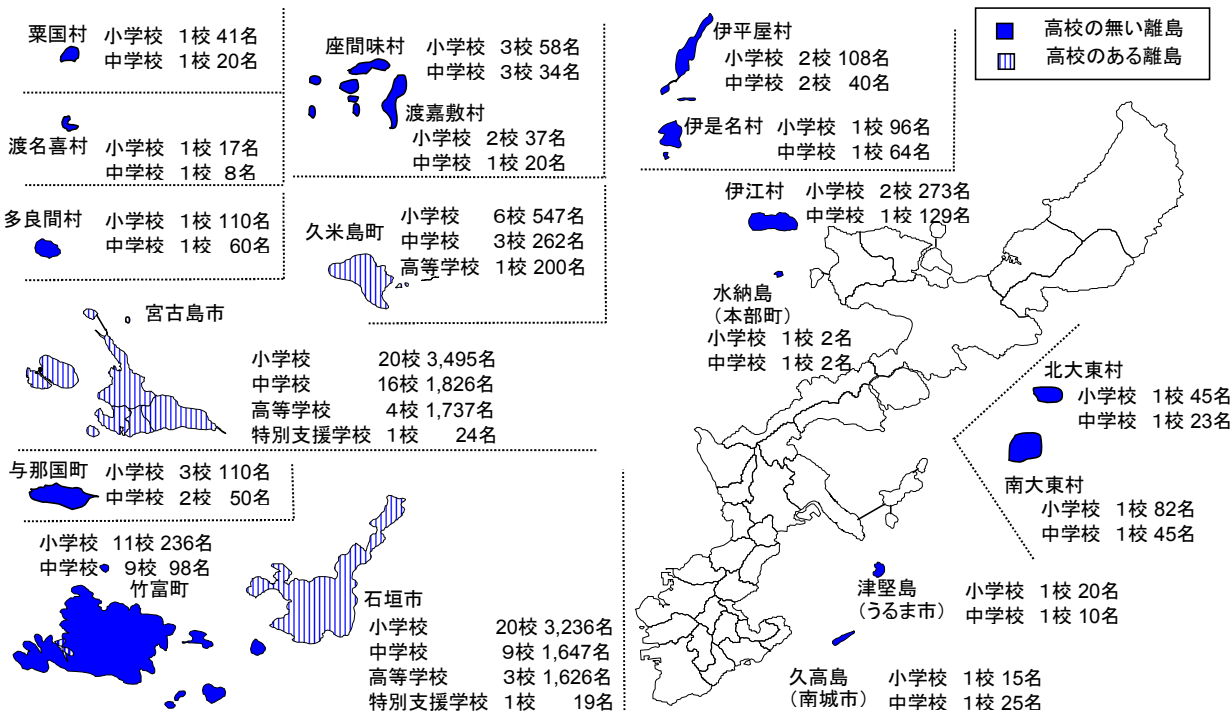 粟国村 小学校 1校 41名
中学校 1校 20名
渡名喜村 小学校 1校 17名
中学校 1校 8名
多良間村 小学校 1校 110名
中学校 1校 60名
座間味村 小学校 3校 58名
中学校 3校 34名
渡嘉敷村
小学校 2校 37名
中学校 1校 20名
久米島町
小学校 6校 547名
中学校 3校 262名
高等学校 1校 200名
伊平屋村
小学校 2校 108名
中学校 2校 40名
伊是名村 小学校 1校 96名
中学校 1校 64名
高校の無い離島
高校のある離島
伊江村 小学校 2校 273名
中学校 1校 129名
水納島
（本部町）
小学校 1校 2名
中学校 1校 2名
宮古島市
小学校 20校 3,495名
中学校 16校 1,826名
高等学校 4校 1,737名
特別支援学校 1校 24名
北大東村
小学校 1校 45名
中学校 1校 23名
南大東村
小学校 1校 82名
中学校 1校 45名
与那国町 小学校 3校 110名
中学校 2校 50名
小学校 11校 236名
中学校 9校 98名
竹富町
石垣市
小学校 20校 3,236名
中学校 9校 1,647名
高等学校 3校 1,626名
特別支援学校 1校 19名
津堅島 小学校 1校 20名
（うるま市） 中学校 1校 10名
久高島 小学校 1校 15名
（南城市） 中学校 1校 25名